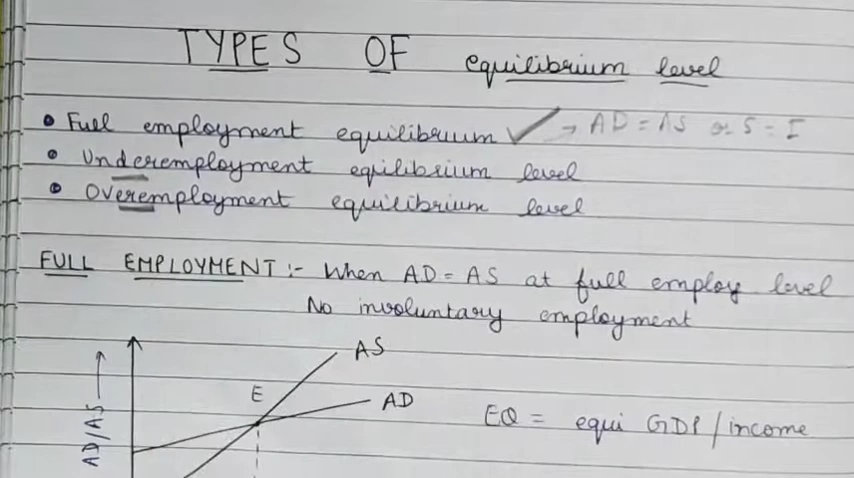 TYPES OF equilibrium level
• Full employment equilibrium ✓ → AD = AS or S = I
• Underemployment equilibrium level
• Overemployment equilibrium level
FULL EMPLOYMENT :- When AD = AS at full employ level
No involuntary employment
AS
E
AD
EQ = equi GDP/income
AD/AS →